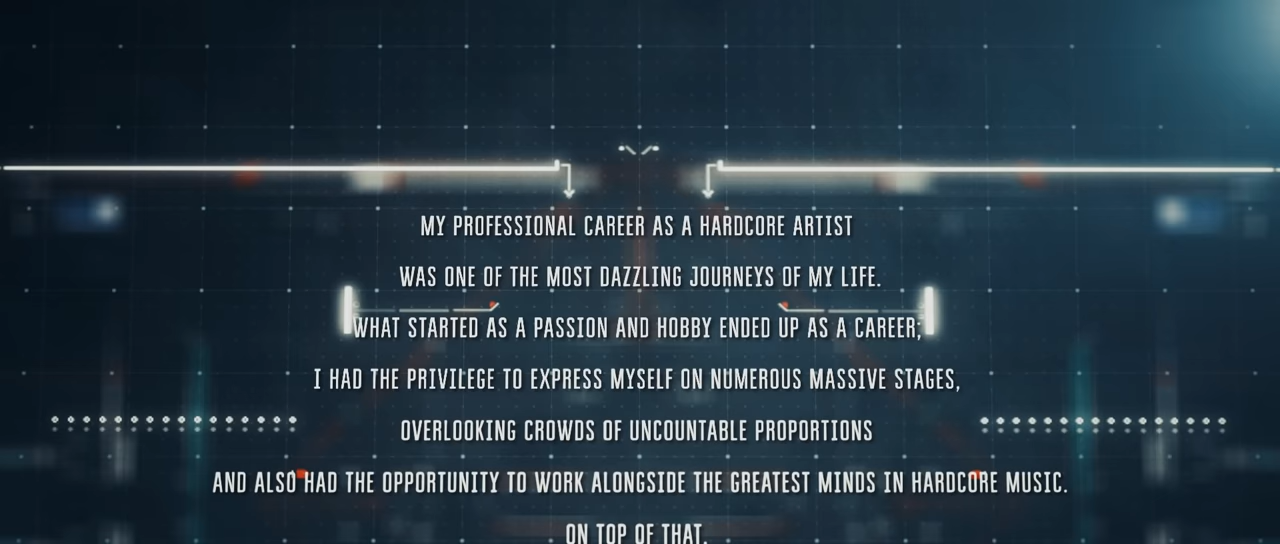 MY PROFESSIONAL CAREER AS A HARDCORE ARTIST
WAS ONE OF THE MOST DAZZLING JOURNEYS OF MY LIFE.
WHAT STARTED AS A PASSION AND HOBBY ENDED UP AS A CAREER;
I HAD THE PRIVILEGE TO EXPRESS MYSELF ON NUMEROUS MASSIVE STAGES,
OVERLOOKING CROWDS OF UNCOUNTABLE PROPORTIONS
AND ALSO HAD THE OPPORTUNITY TO WORK ALONGSIDE THE GREATEST MINDS IN HARDCORE MUSIC.
ON TOP OF THAT,